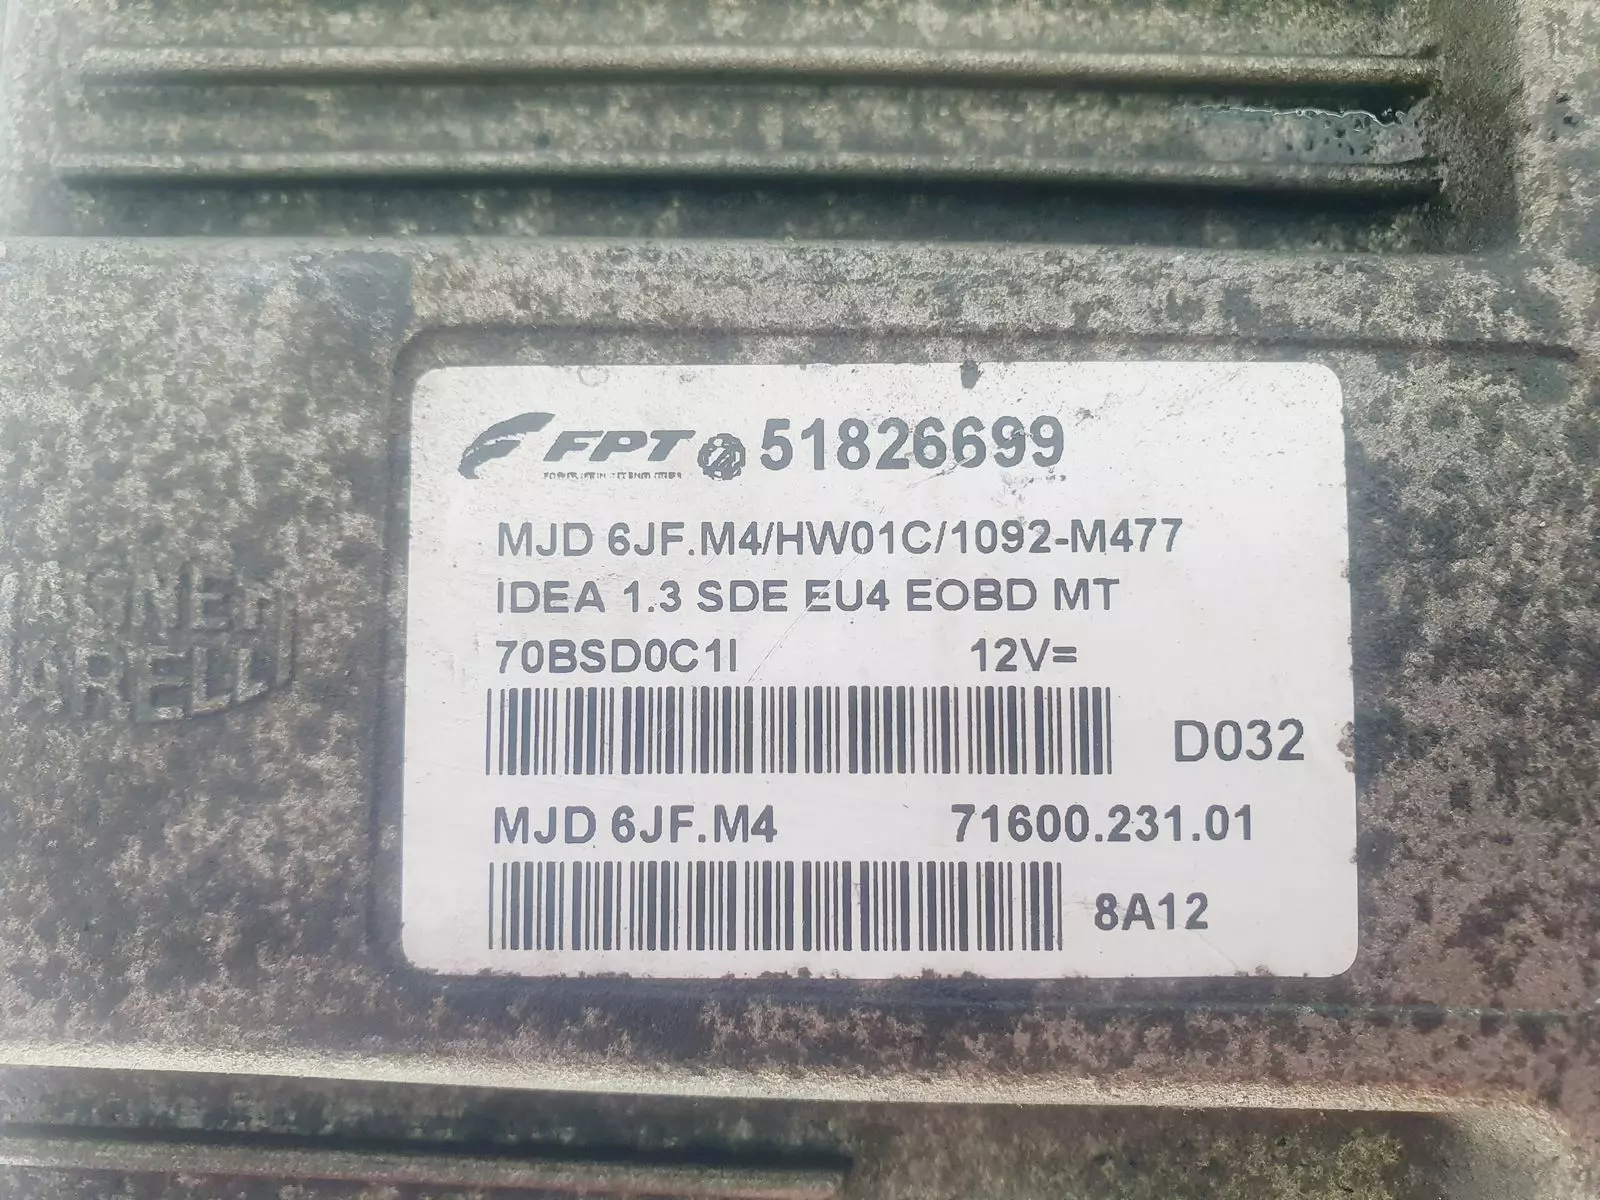 FPT 51826699
MJD 6JF.M4/HW01C/1092-M477
IDEA 1.3 SDE EU4 EOBD MT
70BSD0C1I 12V=
D032
MJD 6JF.M4 71600.231.01
8A12